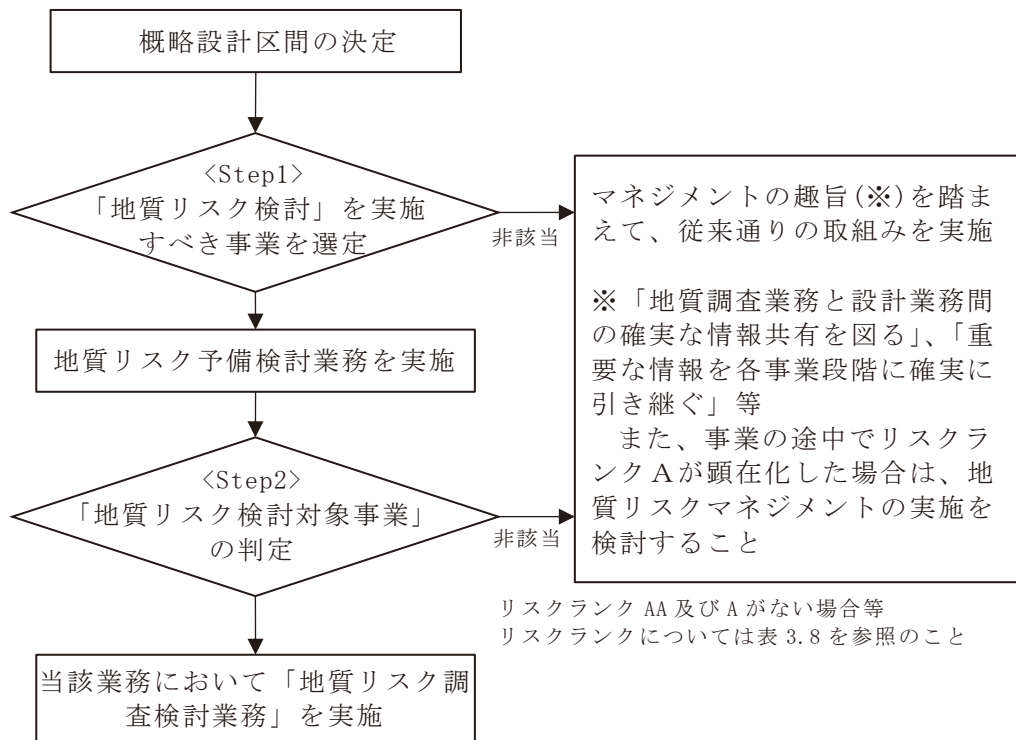 概略設計区間の決定
<Step1>
「地質リスク検討」を実施
すべき事業を選定
非該当
マネジメントの趣旨(※)を踏ま
えて、従来通りの取組みを実施
※「地質調査業務と設計業務間
の確実な情報共有を図る」、「重
要な情報を各事業段階に確実に
引き継ぐ」等
また、事業の途中でリスクラ
ンクAが顕在化した場合は、地
質リスクマネジメントの実施を
検討すること
地質リスク予備検討業務を実施
<Step2>
「地質リスク検討対象事業」
の判定
非該当
リスクランク AA 及び A がない場合等
リスクランクについては表 3.8 を参照のこと
当該業務において「地質リスク調
査検討業務」を実施